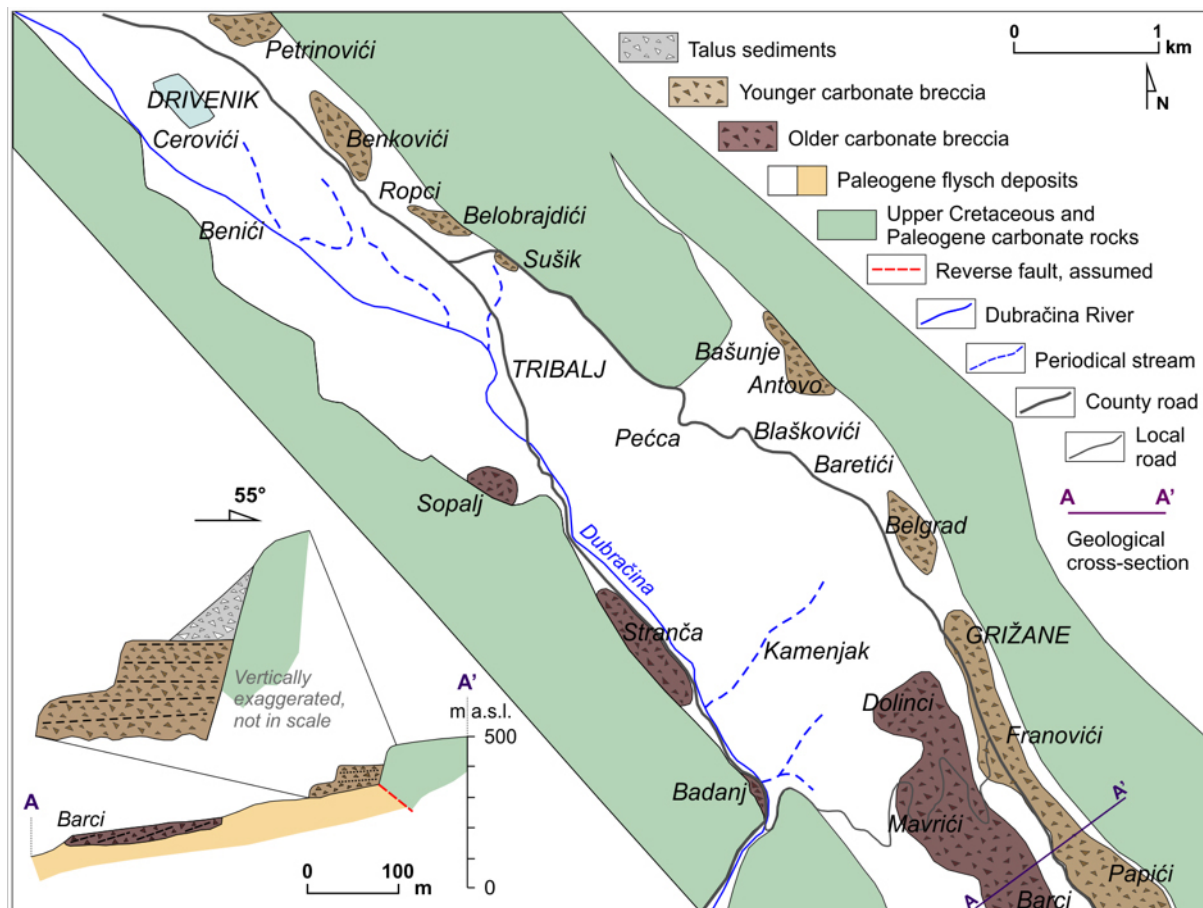 Petrinovići
DRIVENIK
Cerovići
Benkovići
Ropci
Belobrajdići
Benići
Sušik
TRIBALJ
Bašunje
Antovo
Pećca
Blaškovići
Baretići
Sopalj
Belgrad
Dubračina
Stranča
GRIŽANE
Kamenjak
Dolinci
Franovići
Badanj
Mavrići
Papići
Barci
A
A'
0 1
km
N
Talus sediments
Younger carbonate breccia
Older carbonate breccia
Paleogene flysch deposits
Upper Cretaceous and
Paleogene carbonate rocks
Reverse fault, assumed
Dubračina River
Periodical stream
County road
Local
road
A A'
Geological
cross-section
55°
Vertically
exaggerated,
not in scale
A'
m a.s.l.
500
0
A
Barci
0 100
m